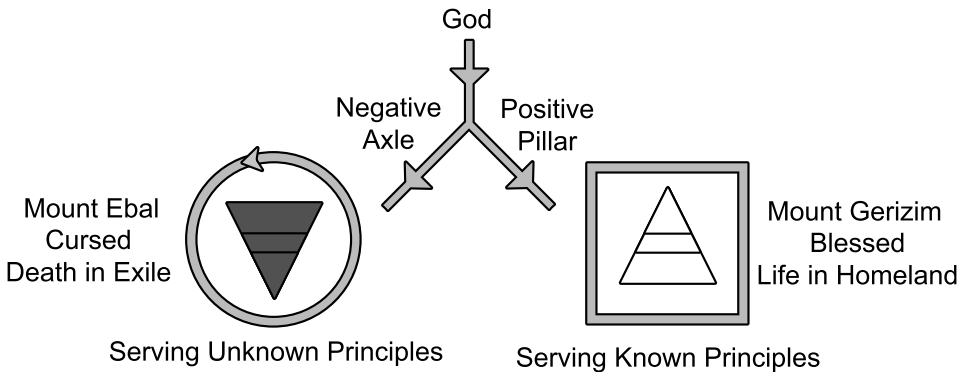 God
Negative
Axle
Positive
Pillar
Mount Ebal
Cursed
Death in Exile
Mount Gerizim
Blessed
Life in Homeland
Serving Unknown Principles
Serving Known Principles